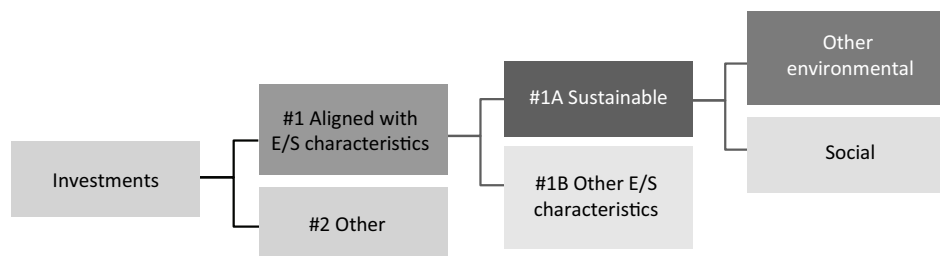 Investments
#1 Aligned with
E/S characteristics
#2 Other
#1A Sustainable
#1B Other E/S
characteristics
Other
environmental
Social